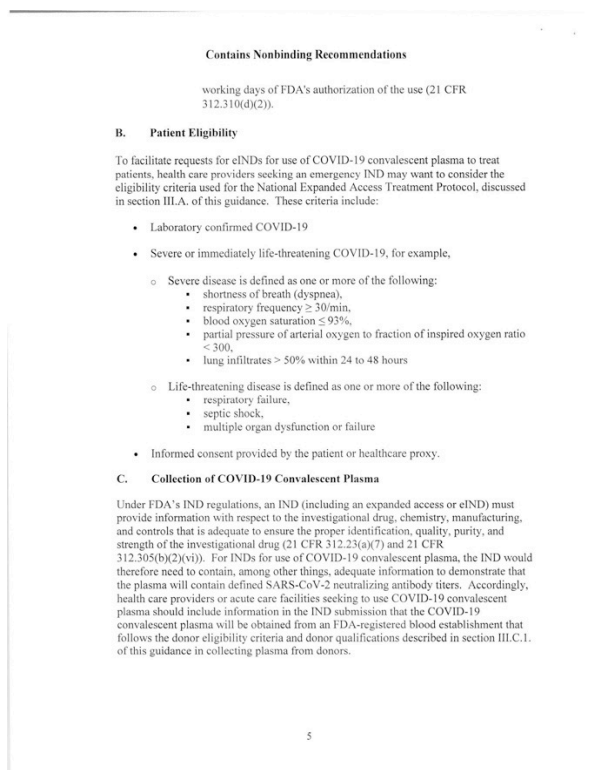 Contains Nonbinding Recommendations
working days of FDA's authorization of the use (21 CFR
312.310(d)(2)).
B. Patient Eligibility
To facilitate requests for eINDs for use of COVID-19 convalescent plasma to treat
patients, health care providers seeking an emergency IND may want to consider the
eligibility criteria used for the National Expanded Access Treatment Protocol, discussed
in section III.A. of this guidance. These criteria include:
• Laboratory confirmed COVID-19
• Severe or immediately life-threatening COVID-19, for example,
o Severe disease is defined as one or more of the following:
▪ shortness of breath (dyspnea),
▪ respiratory frequency ≥ 30/min,
▪ blood oxygen saturation ≤ 93%,
▪ partial pressure of arterial oxygen to fraction of inspired oxygen ratio
< 300,
▪ lung infiltrates > 50% within 24 to 48 hours
o Life-threatening disease is defined as one or more of the following:
▪ respiratory failure,
▪ septic shock,
▪ multiple organ dysfunction or failure
• Informed consent provided by the patient or healthcare proxy.
C. Collection of COVID-19 Convalescent Plasma
Under FDA's IND regulations, an IND (including an expanded access or eIND) must
provide information with respect to the investigational drug, chemistry, manufacturing,
and controls that is adequate to ensure the proper identification, quality, purity, and
strength of the investigational drug (21 CFR 312.23(a)(7) and 21 CFR
312.305(b)(2)(vi)). For INDs for use of COVID-19 convalescent plasma, the IND would
therefore need to contain, among other things, adequate information to demonstrate that
the plasma will contain defined SARS-CoV-2 neutralizing antibody titers. Accordingly,
health care providers or acute care facilities seeking to use COVID-19 convalescent
plasma should include information in the IND submission that the COVID-19
convalescent plasma will be obtained from an FDA-registered blood establishment that
follows the donor eligibility criteria and donor qualifications described in section III.C.1.
of this guidance in collecting plasma from donors.
5